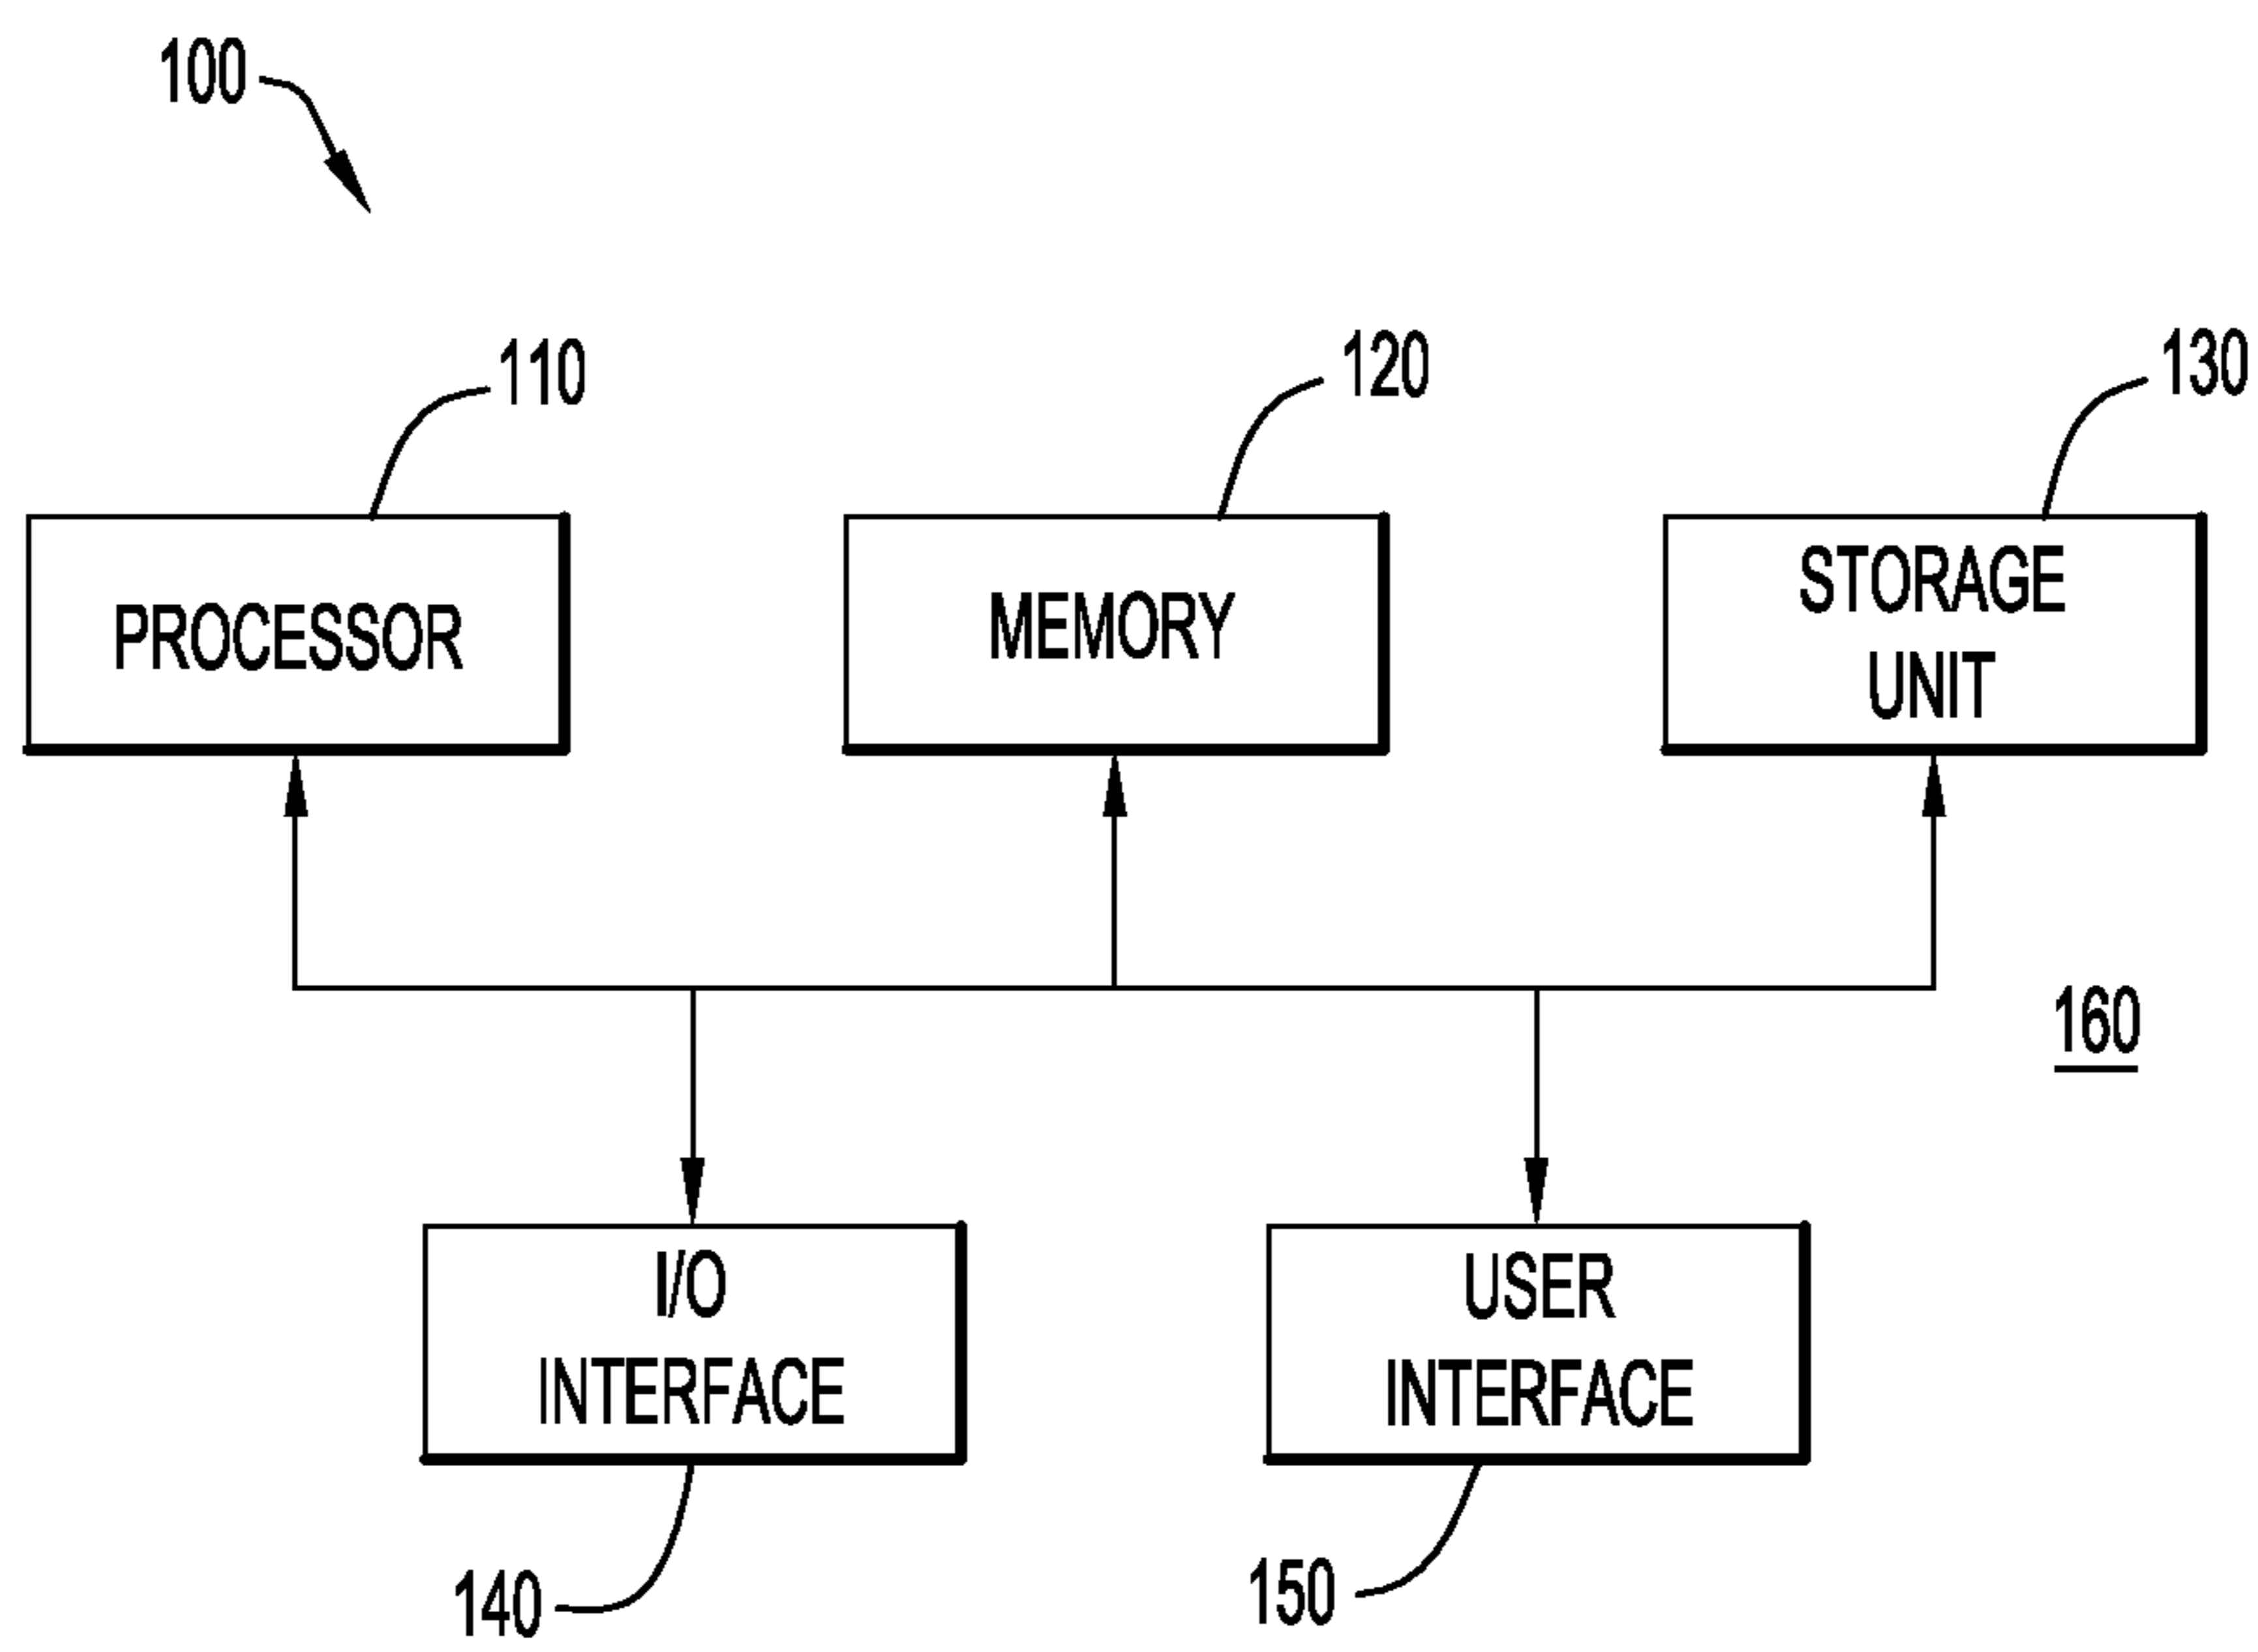 100
110
120
130
PROCESSOR
MEMORY
STORAGE
UNIT
160
I/O
INTERFACE
USER
INTERFACE
140
150